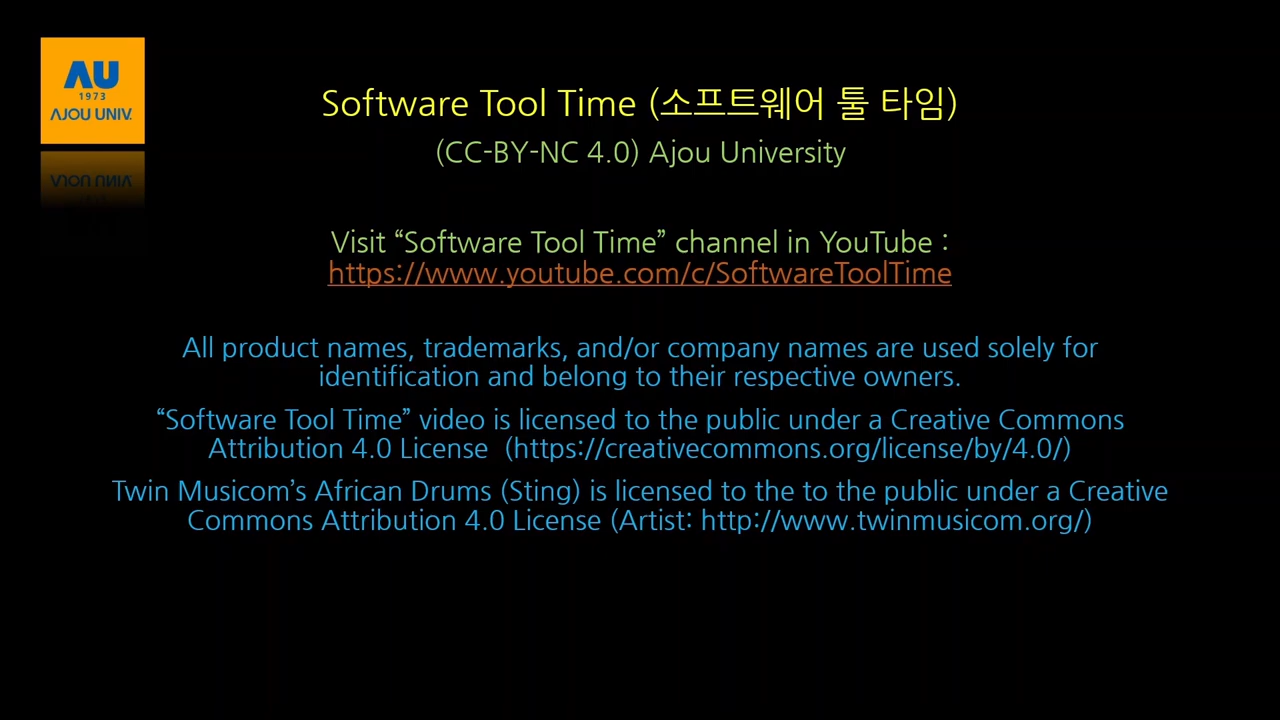 AU
1973
AJOU UNIV.
Software Tool Time (소프트웨어 툴 타임)
(CC-BY-NC 4.0) Ajou University
Visit “Software Tool Time” channel in YouTube :
https://www.youtube.com/c/SoftwareToolTime
All product names, trademarks, and/or company names are used solely for
identification and belong to their respective owners.
“Software Tool Time” video is licensed to the public under a Creative Commons
Attribution 4.0 License (https://creativecommons.org/license/by/4.0/)
Twin Musicom’s African Drums (Sting) is licensed to the to the public under a Creative
Commons Attribution 4.0 License (Artist: http://www.twinmusicom.org/)